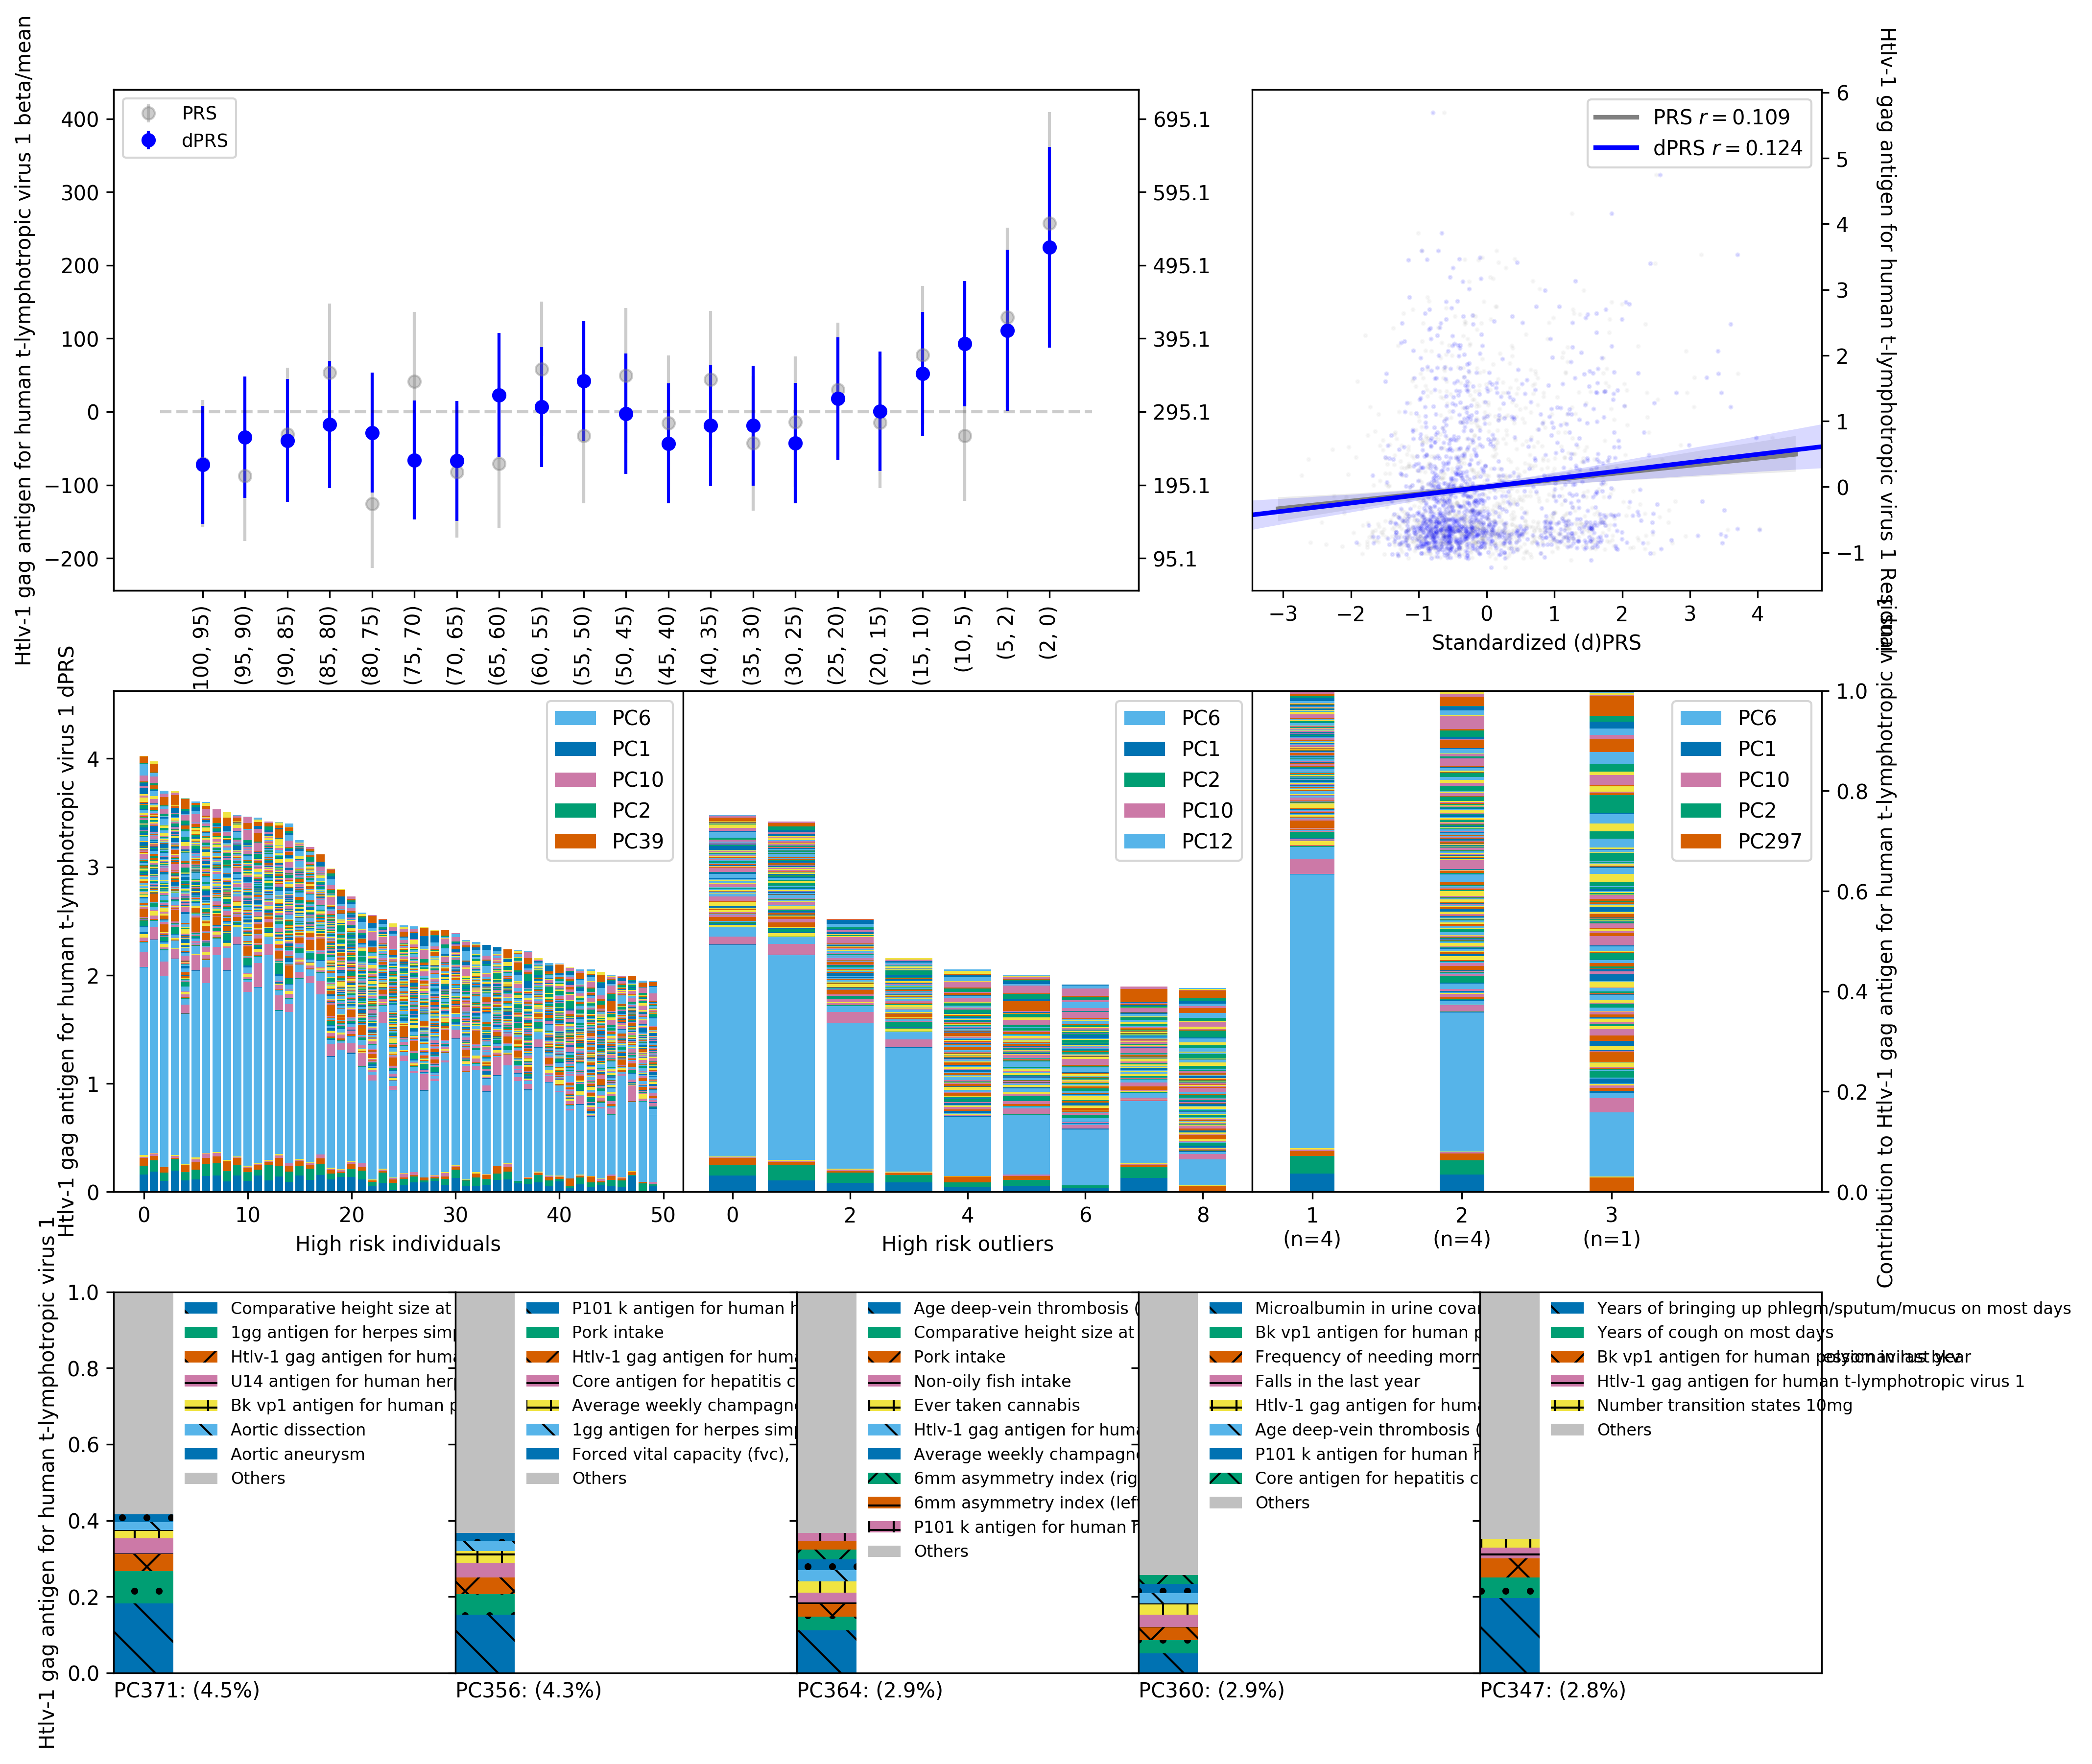 Htlv-1 gag antigen for human t-lymphotropic virus 1 beta/mean
400
300
200
100
0
−100
−200
PRS
dPRS
695.1
595.1
495.1
395.1
295.1
195.1
95.1
100, 95)
(95, 90)
(90, 85)
(85, 80)
(80, 75)
(75, 70)
(70, 65)
(65, 60)
(60, 55)
(55, 50)
(50, 45)
(45, 40)
(40, 35)
(35, 30)
(30, 25)
(25, 20)
(20, 15)
(15, 10)
(10, 5)
(5, 2)
(2, 0)
PRS r = 0.109
dPRS r = 0.124
6
5
4
3
2
1
0
−1
−3 −2 −1 0 1 2 3 4
Standardized (d)PRS
Htlv-1 gag antigen for human t-lymphotropic virus 1 Residual
Htlv-1 gag antigen for human t-lymphotropic virus 1 dPRS
4
3
2
1
0
PC6
PC1
PC10
PC2
PC39
0 10 20 30 40 50
High risk individuals
PC6
PC1
PC2
PC10
PC12
0 2 4 6 8
High risk outliers
PC6
PC1
PC10
PC2
PC297
1.0
0.8
0.6
0.4
0.2
0.0
1 2 3
(n=4) (n=4) (n=1)
Contribution to Htlv-1 gag antigen for human t-lymphotropic
Htlv-1 gag antigen for human t-lymphotropic virus 1
1.0
0.8
0.6
0.4
0.2
0.0
Comparative height size at
1gg antigen for herpes sim
Htlv-1 gag antigen for huma
U14 antigen for human her
Bk vp1 antigen for human p
Aortic dissection
Aortic aneurysm
Others
PC371: (4.5%)
P101 k antigen for human h
Pork intake
Htlv-1 gag antigen for huma
Core antigen for hepatitis c
Average weekly champagne
1gg antigen for herpes sim
Forced vital capacity (fvc),
Others
PC356: (4.3%)
Age deep-vein thrombosis (
Comparative height size at
Pork intake
Non-oily fish intake
Ever taken cannabis
Htlv-1 gag antigen for huma
Average weekly champagne
6mm asymmetry index (rig
6mm asymmetry index (lef
P101 k antigen for human h
Others
PC364: (2.9%)
Microalbumin in urine cova
Bk vp1 antigen for human p
Frequency of needing morn
Falls in the last year
Htlv-1 gag antigen for huma
Age deep-vein thrombosis (
P101 k antigen for human h
Core antigen for hepatitis c
Others
PC360: (2.9%)
Years of bringing up phlegm/sputum/mucus on most days
Years of cough on most days
Bk vp1 antigen for human
Htlv-1 gag antigen for human t-lymphotropic virus 1
Number transition states 10mg
Others
PC347: (2.8%)